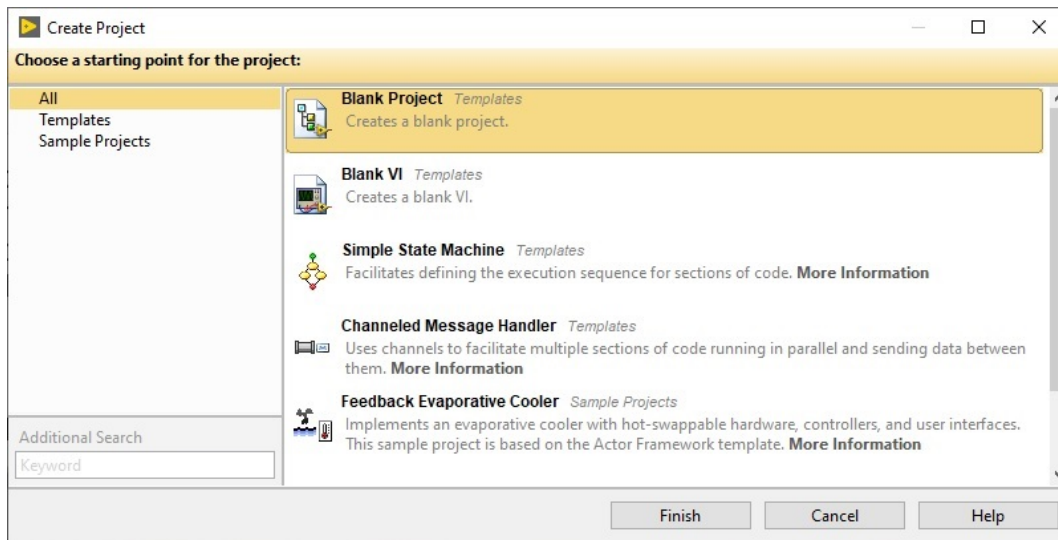 Create Project
Choose a starting point for the project:
All
Templates
Sample Projects
Additional Search
Keyword
Blank Project Templates
Creates a blank project.
Blank VI Templates
Creates a blank VI.
Simple State Machine Templates
Facilitates defining the execution sequence for sections of code. More Information
Channeled Message Handler Templates
Uses channels to facilitate multiple sections of code running in parallel and sending data between
them. More Information
Feedback Evaporative Cooler Sample Projects
Implements an evaporative cooler with hot-swappable hardware, controllers, and user interfaces.
This sample project is based on the Actor Framework template. More Information
Finish
Cancel
Help